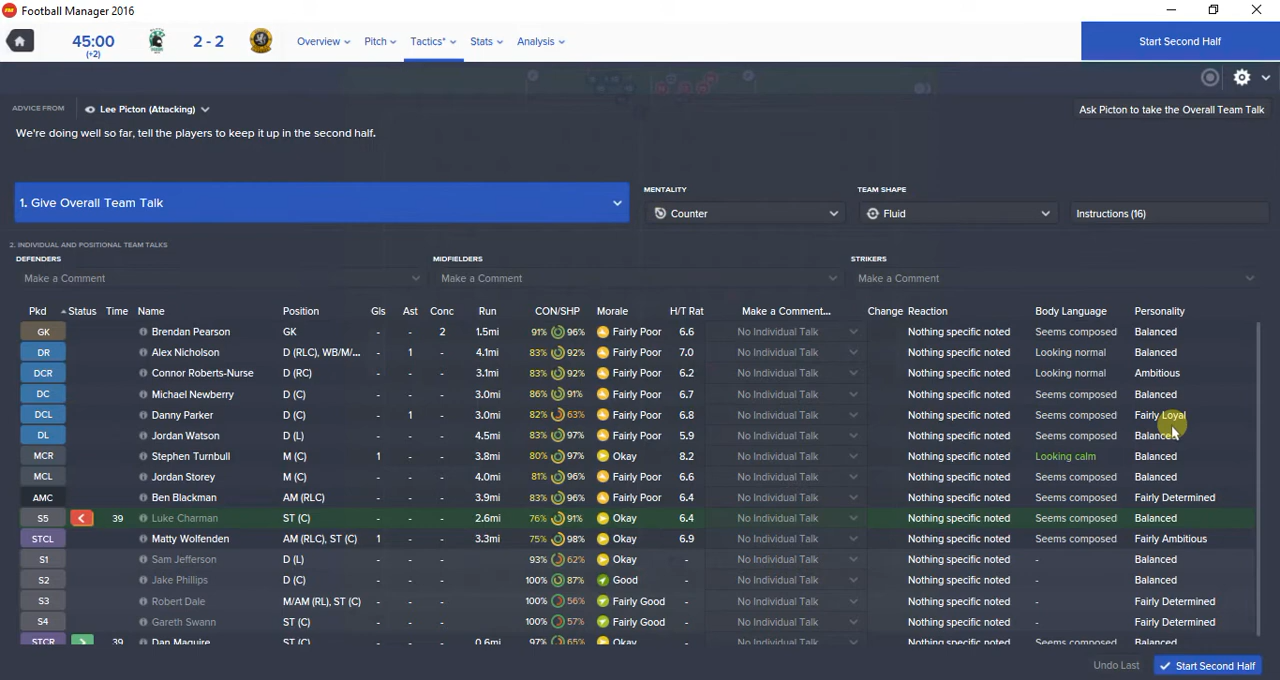 Football Manager 2016
45:00
(+2)
2 - 2
Overview
Pitch
Tactics*
Stats
Analysis
Start Second Half
ADVICE FROM
Lee Picton (Attacking)
Ask Picton to take the Overall Team Talk
We're doing well so far, tell the players to keep it up in the second half.
MENTALITY
TEAM SHAPE
1. Give Overall Team Talk
Counter
Fluid
Instructions (16)
2. INDIVIDUAL AND POSITIONAL TEAM TALKS
DEFENDERS
MIDFIELDERS
STRIKERS
Make a Comment
Make a Comment
Make a Comment
Pkd Status Time Name Position Gls Ast Conc Run CON/SHP Morale H/T Rat Make a Comment... Change Reaction Body Language Personality
GK Brendan Pearson GK - - 2 1.5mi 91% 96% Fairly Poor 6.6 No Individual Talk Nothing specific noted Seems composed Balanced
DR Alex Nicholson D (RLC), WB/M/... - 1 - 4.1mi 83% 92% Fairly Poor 7.0 No Individual Talk Nothing specific noted Looking normal Balanced
DCR Connor Roberts-Nurse D (RC) - - - 3.1mi 83% 92% Fairly Poor 6.2 No Individual Talk Nothing specific noted Looking normal Ambitious
DC Michael Newberry D (C) - - - 3.0mi 86% 91% Fairly Poor 6.7 No Individual Talk Nothing specific noted Seems composed Balanced
DCL Danny Parker D (C) - 1 - 3.0mi 82% 63% Fairly Poor 6.8 No Individual Talk Nothing specific noted Seems composed Fairly Loyal
DL Jordan Watson D (L) - - - 4.5mi 83% 97% Fairly Poor 5.9 No Individual Talk Nothing specific noted Seems composed Balanced
MCR Stephen Turnbull M (C) 1 - - 3.8mi 80% 97% Okay 8.2 No Individual Talk Nothing specific noted Looking calm Balanced
MCL Jordan Storey M (C) - - - 4.0mi 81% 96% Fairly Poor 6.6 No Individual Talk Nothing specific noted Seems composed Balanced
AMC Ben Blackman AM (RLC) - - - 3.9mi 83% 96% Fairly Poor 6.4 No Individual Talk Nothing specific noted Seems composed Fairly Determined
S5 39 Luke Charman ST (C) - - - 2.6mi 76% 91% Okay 6.4 No Individual Talk Nothing specific noted Seems composed Balanced
STCL Matty Wolfenden AM (RLC), ST (C) 1 - - 3.3mi 75% 98% Okay 6.9 No Individual Talk Nothing specific noted Seems composed Fairly Ambitious
S1 Sam Jefferson D (L) - - - 93% 62% Okay - No Individual Talk Nothing specific noted - Balanced
S2 Jake Phillips D (C) - - - 100% 87% Good - No Individual Talk Nothing specific noted - Balanced
S3 Robert Dale M/AM (RL), ST (C) - - - 100% 56% Fairly Good - No Individual Talk Nothing specific noted - Fairly Determined
S4 Gareth Swann ST (C) - - - 100% 57% Fairly Good - No Individual Talk Nothing specific noted - Fairly Determined
STCR 39 Dan Maguire ST (C) - - - 0.6mi 97% 65% Okay - No Individual Talk Nothing specific noted Seems composed Balanced
Undo Last
Start Second Half